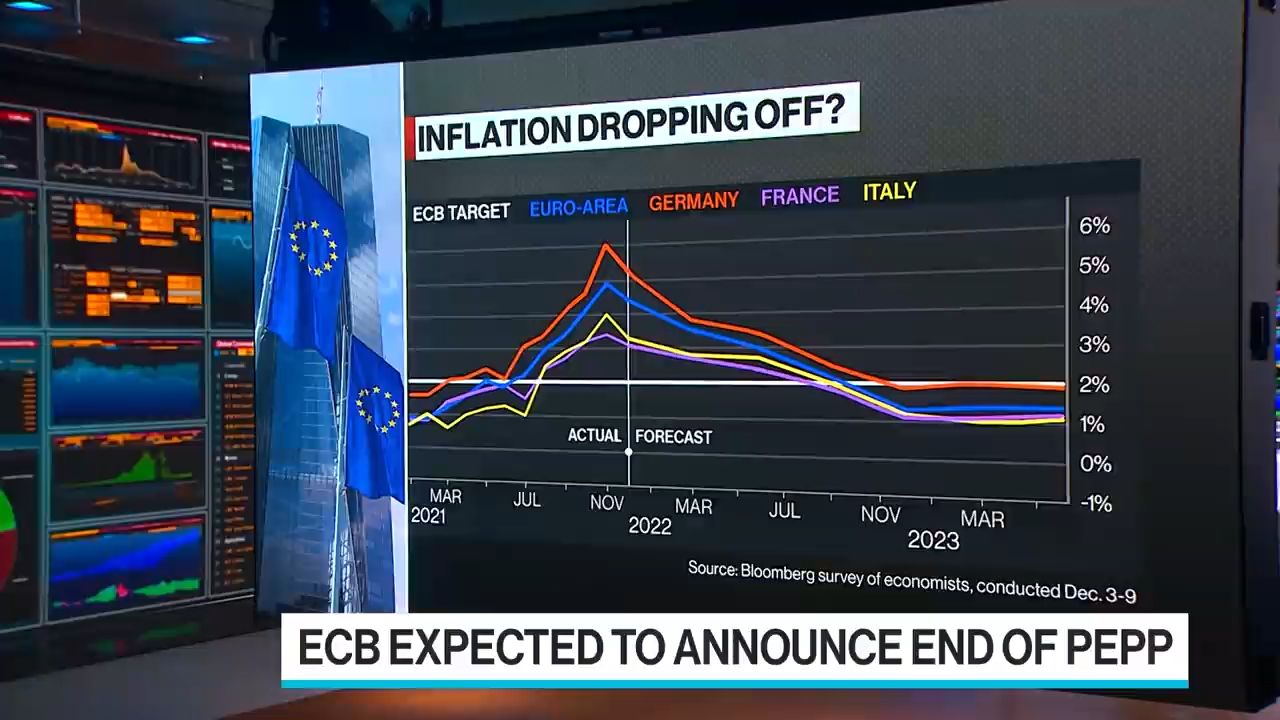 INFLATION DROPPING OFF?
ECB TARGET EURO-AREA GERMANY FRANCE ITALY
6%
5%
4%
3%
2%
1%
0%
-1%
ACTUAL FORECAST
MAR JUL NOV MAR JUL NOV MAR
2021 2022 2023
Source: Bloomberg survey of economists, conducted Dec. 3-9
ECB EXPECTED TO ANNOUNCE END OF PEPP